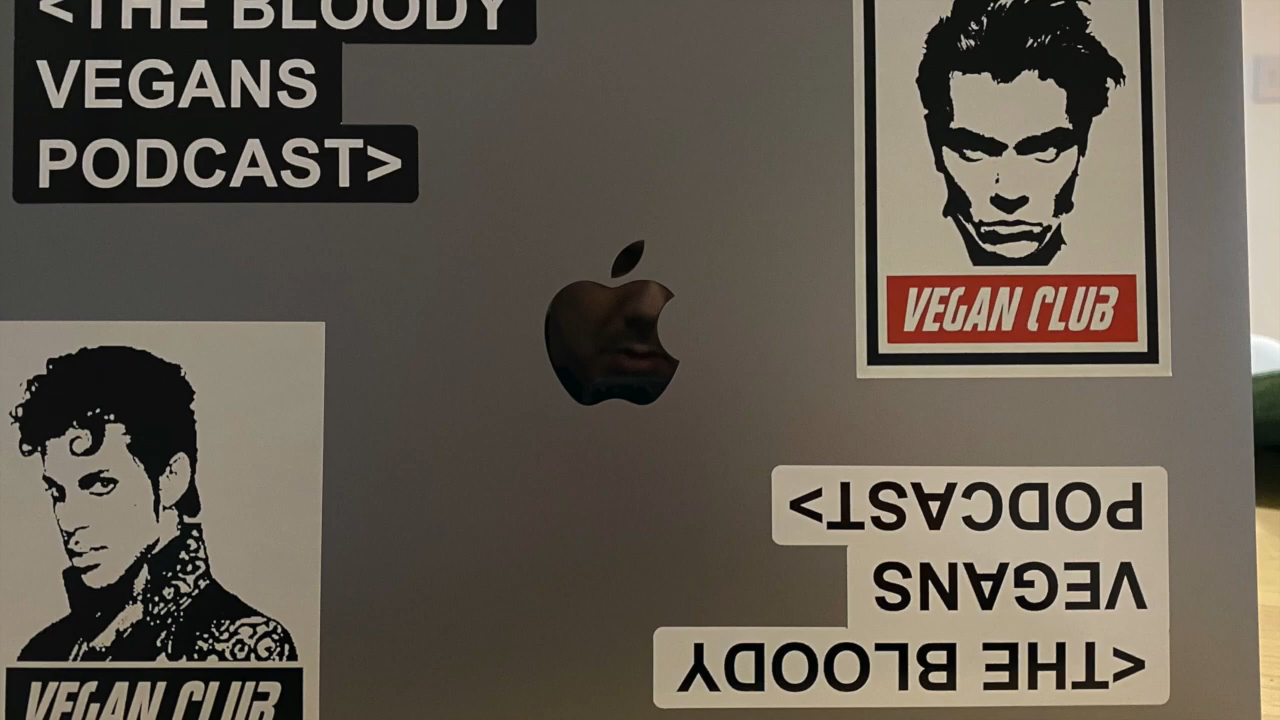 <THE BLOODY
VEGANS
PODCAST>
VEGAN CLUB
VEGAN CLUB
<THE BLOODY
VEGANS
PODCAST>